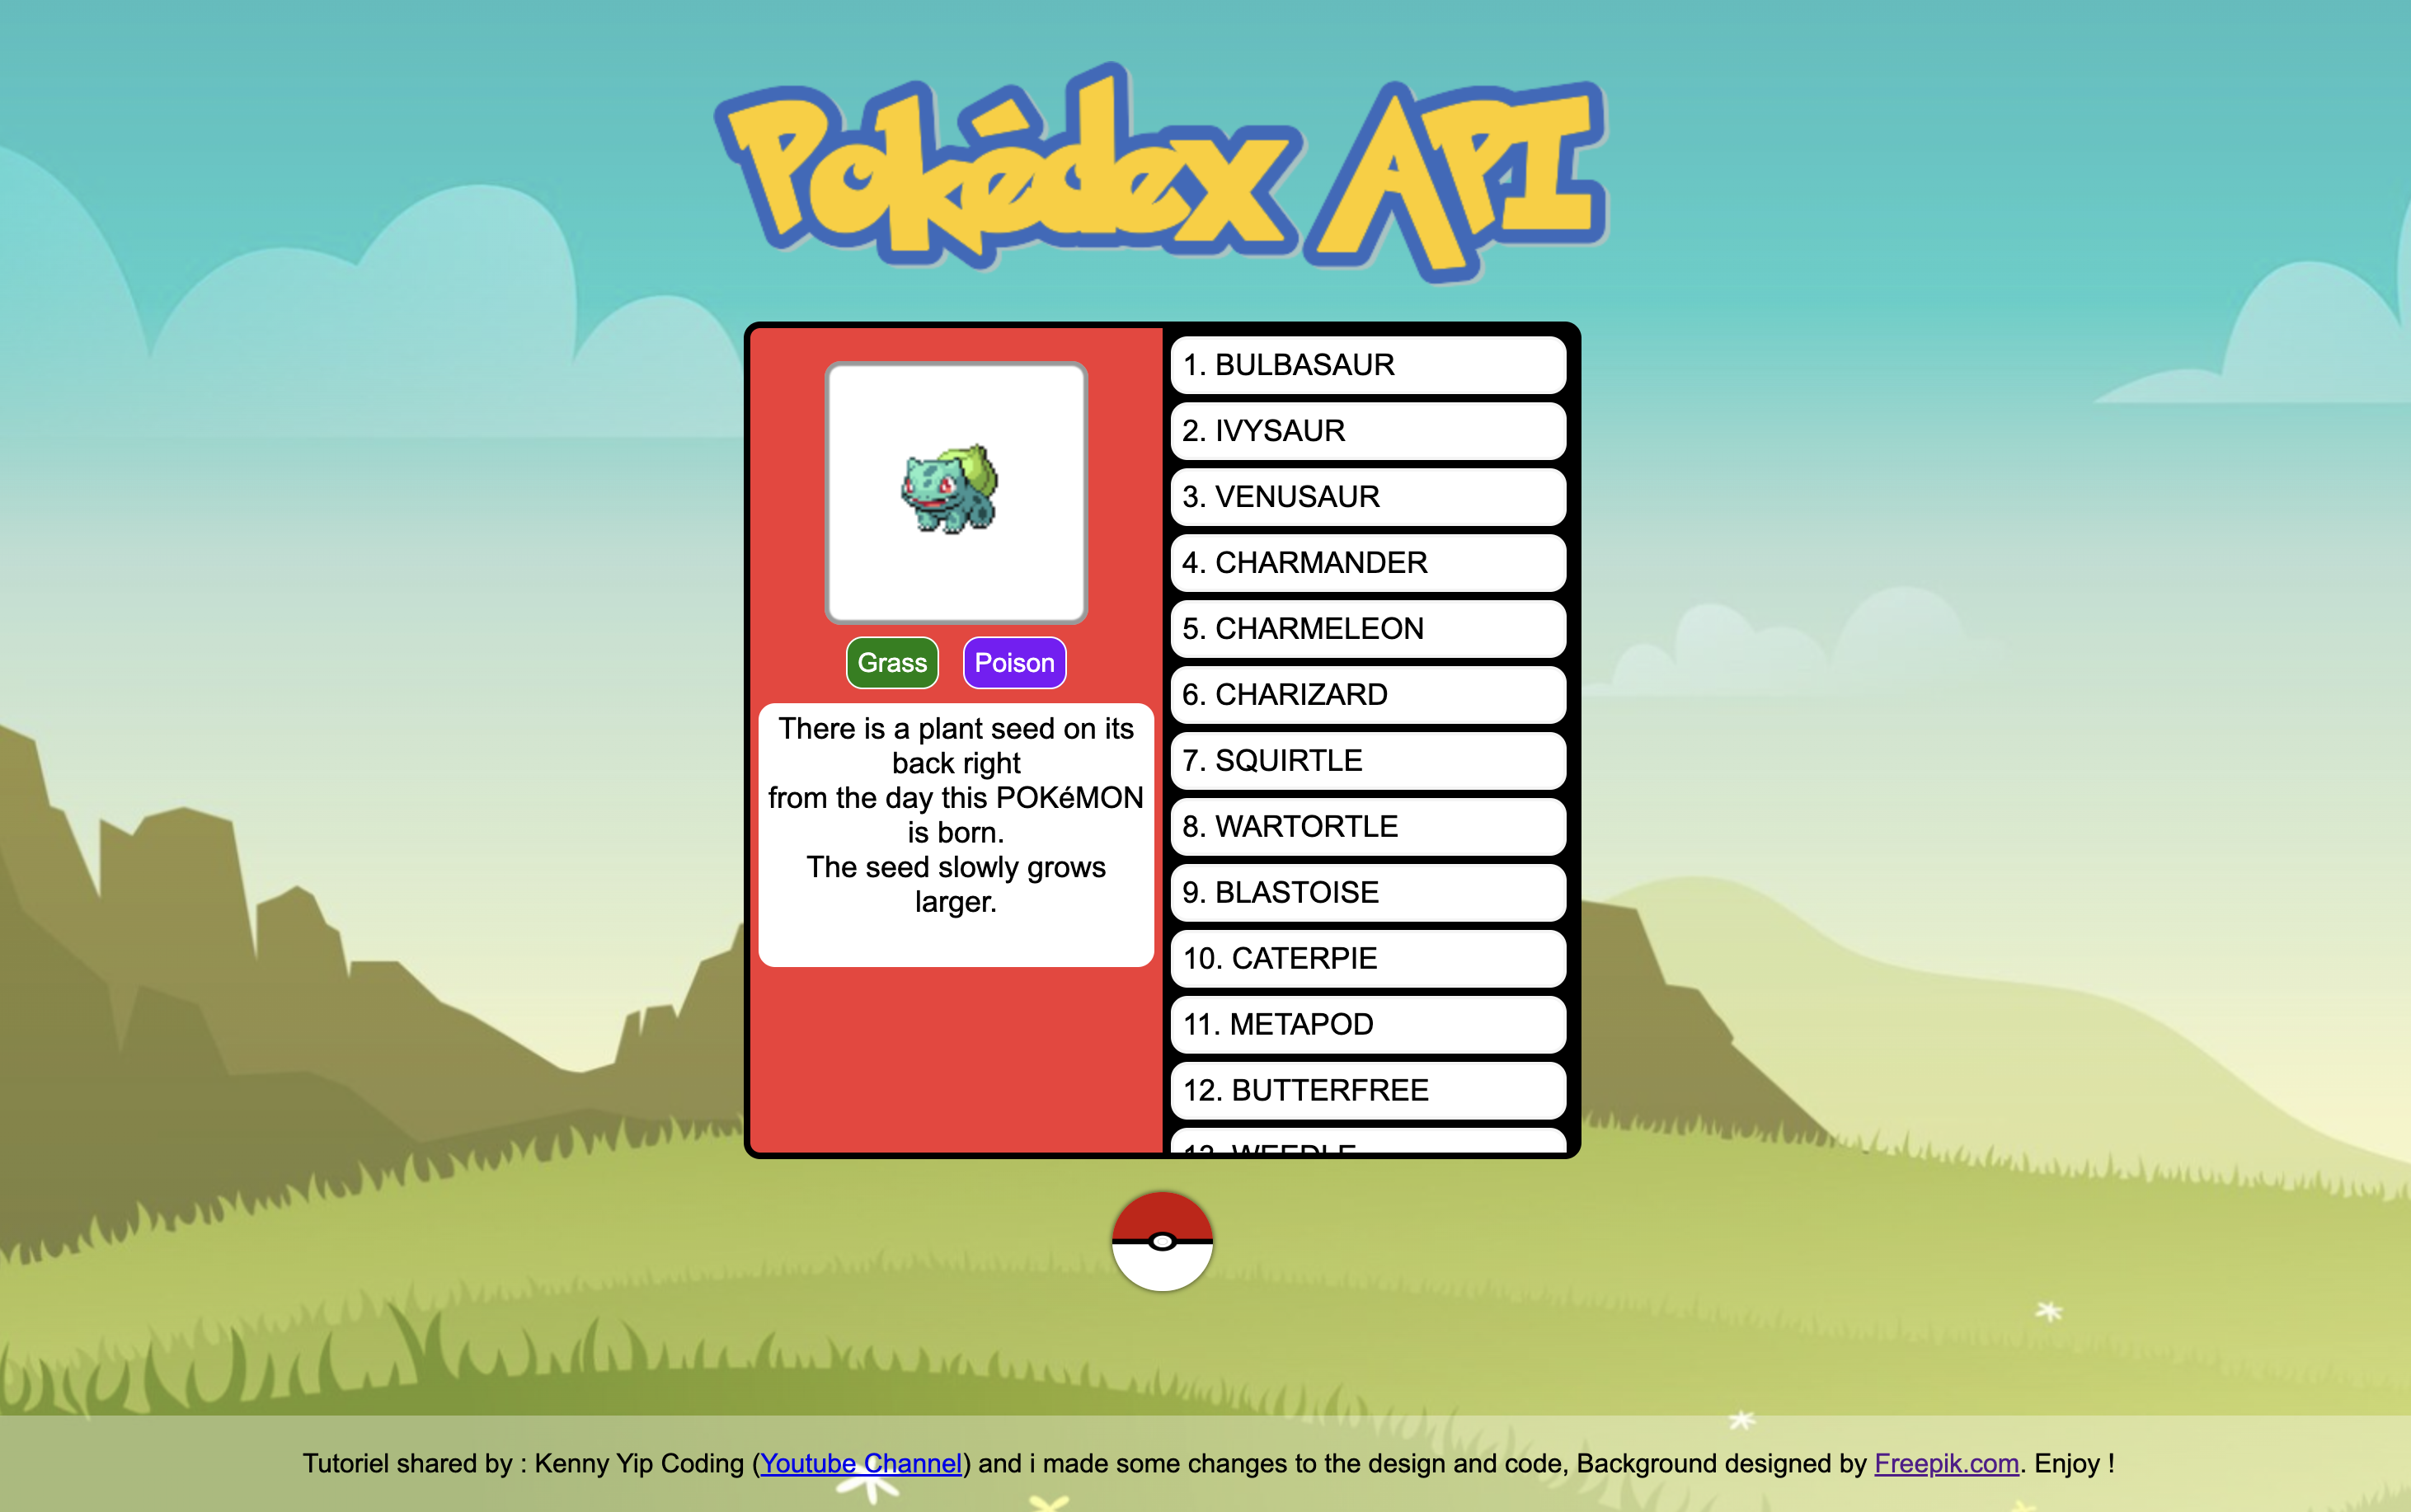 Pokédex API
Grass
Poison
There is a plant seed on its
back right
from the day this POKéMON
is born.
The seed slowly grows
larger.
1. BULBASAUR
2. IVYSAUR
3. VENUSAUR
4. CHARMANDER
5. CHARMELEON
6. CHARIZARD
7. SQUIRTLE
8. WARTORTLE
9. BLASTOISE
10. CATERPIE
11. METAPOD
12. BUTTERFREE
13. WEEDLE
Tutoriel shared by : Kenny Yip Coding (Youtube Channel) and i made some changes to the design and code, Background designed by Freepik.com. Enjoy !